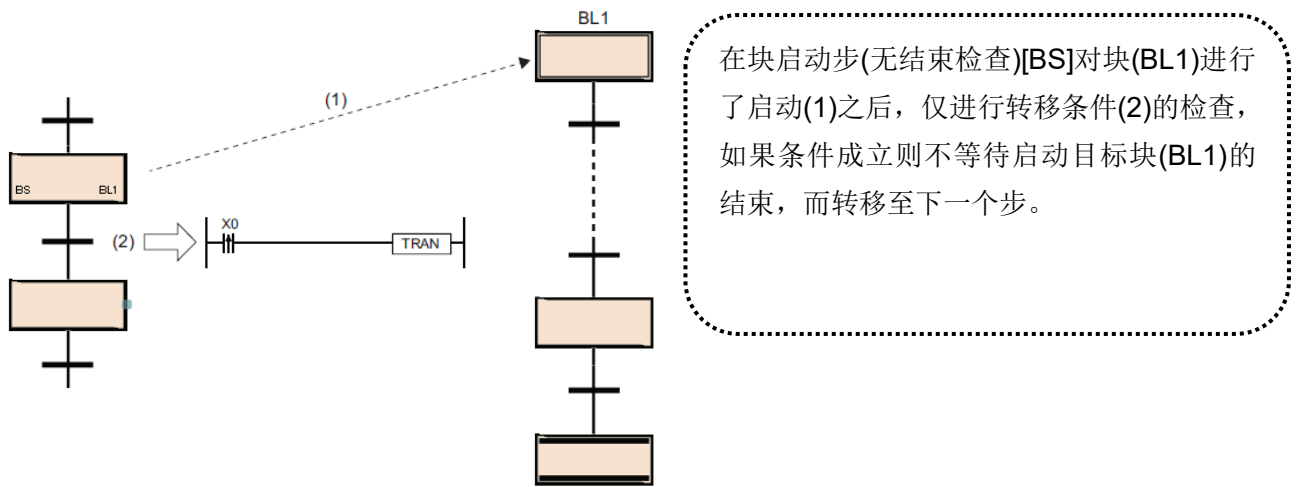 BL1
(1)
BS BL1
(2)
X0
TRAN
在块启动步(无结束检查)[BS]对块(BL1)进行
了启动(1)之后，仅进行转移条件(2)的检查，
如果条件成立则不等待启动目标块(BL1)的
结束，而转移至下一个步。